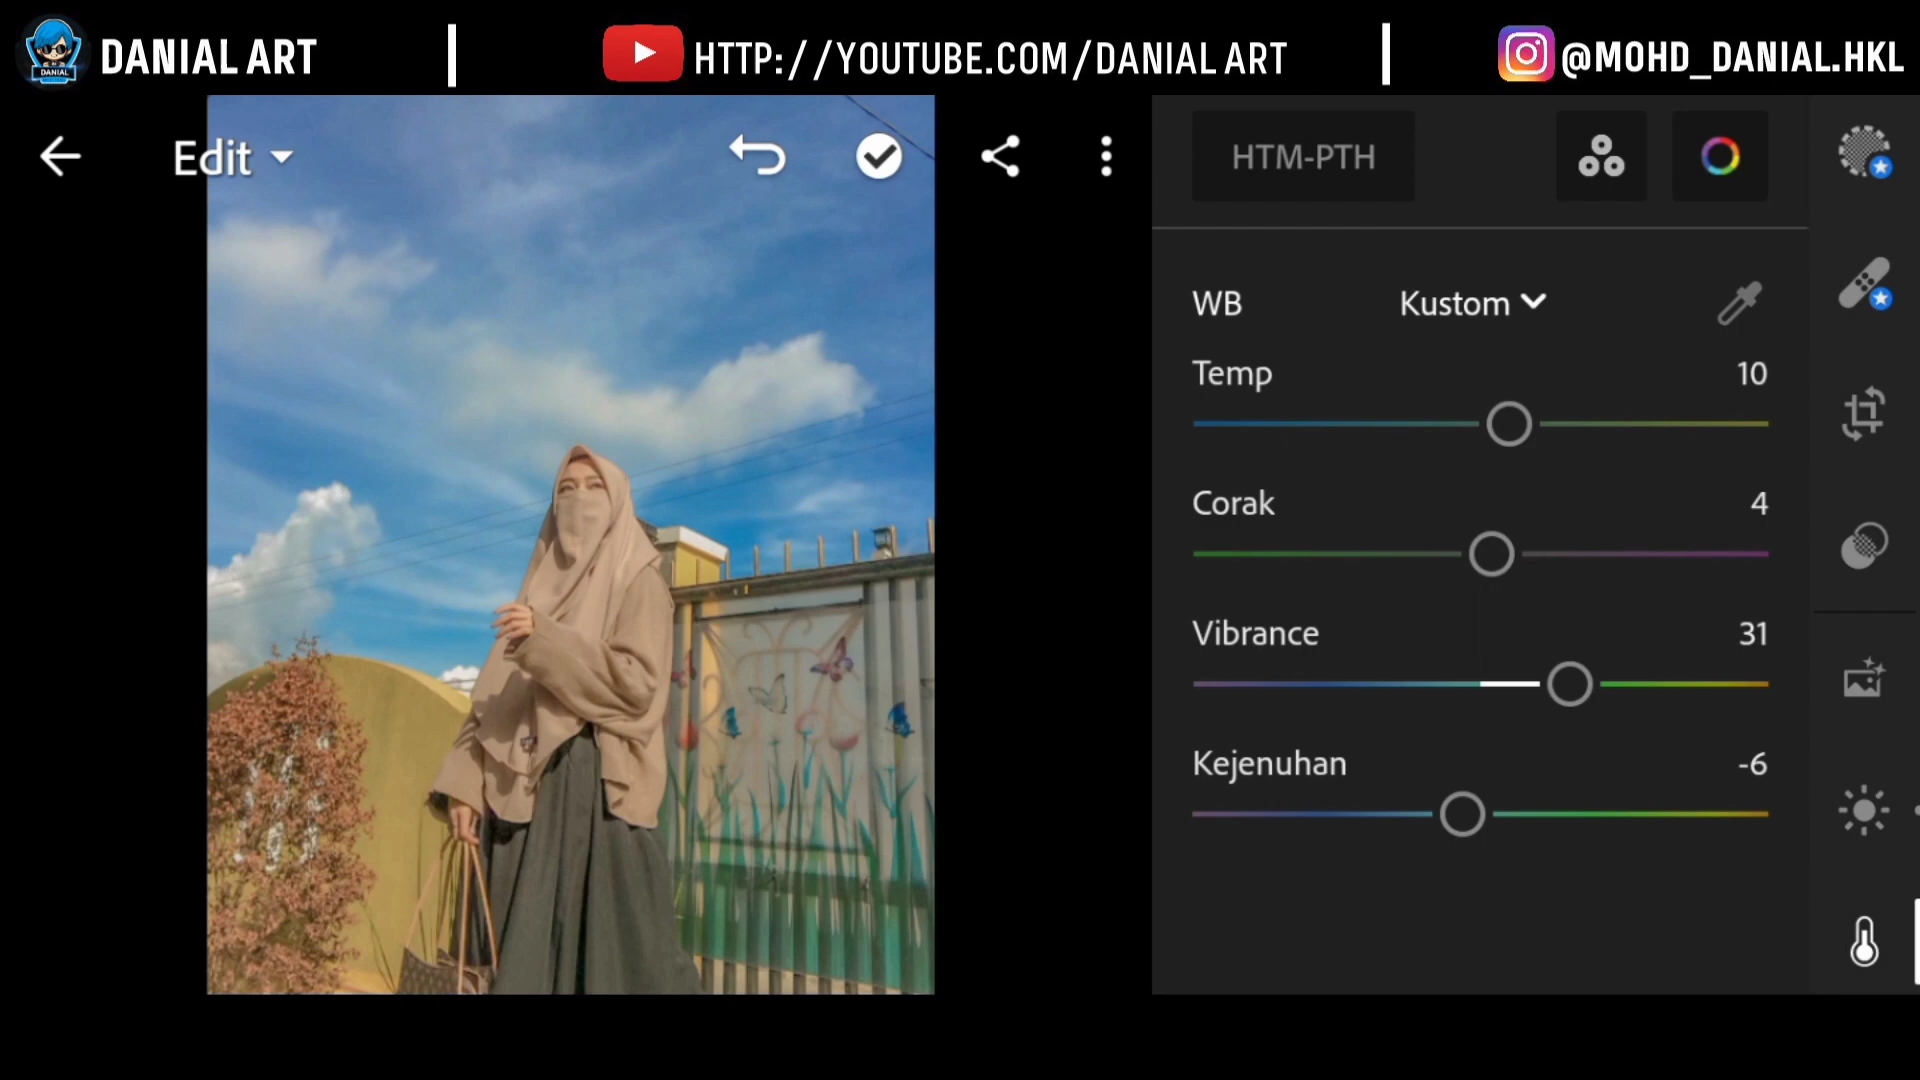 DANIAL
DANIAL ART
HTTP://YOUTUBE.COM/DANIAL ART
@MOHD_DANIAL.HKL
Edit
HTM-PTH
WB
Kustom
Temp
10
Corak
4
Vibrance
31
Kejenuhan
-6